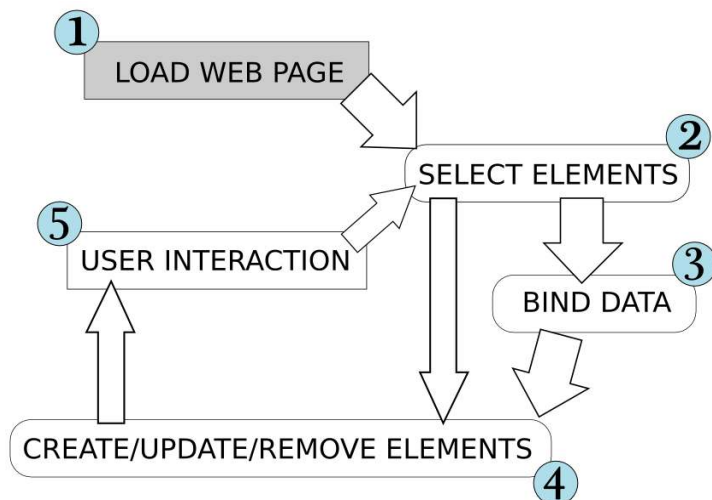 1
LOAD WEB PAGE
2
SELECT ELEMENTS
3
BIND DATA
4
CREATE/UPDATE/REMOVE ELEMENTS
5
USER INTERACTION